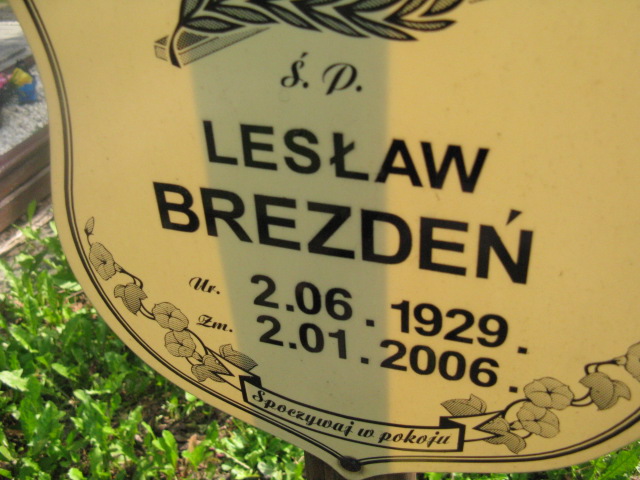 Ś. P.
LESŁAW
BREZDEŃ
Ur. 2.06. 1929.
Zm. 2.01. 2006.
Spoczywaj w pokoju